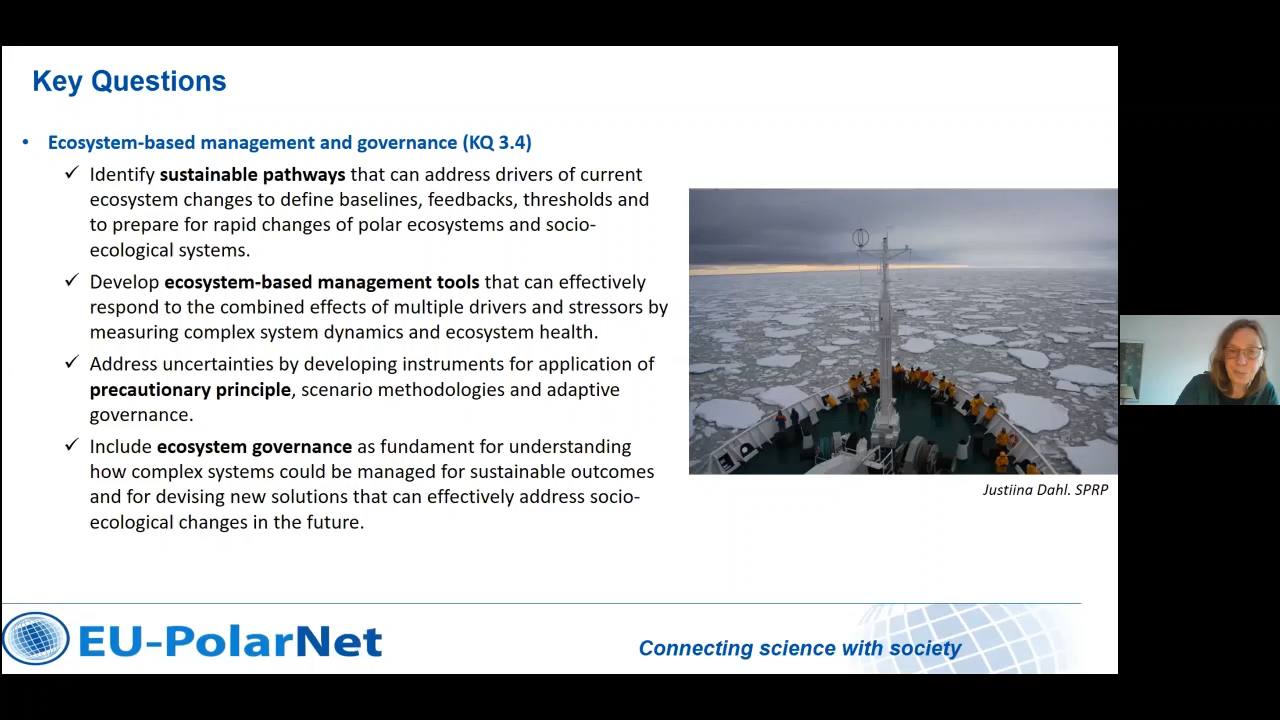 Key Questions
• Ecosystem-based management and governance (KQ 3.4)
✓ Identify sustainable pathways that can address drivers of current
ecosystem changes to define baselines, feedbacks, thresholds and
to prepare for rapid changes of polar ecosystems and socio-
ecological systems.
✓ Develop ecosystem-based management tools that can effectively
respond to the combined effects of multiple drivers and stressors by
measuring complex system dynamics and ecosystem health.
✓ Address uncertainties by developing instruments for application of
precautionary principle, scenario methodologies and adaptive
governance.
✓ Include ecosystem governance as fundament for understanding
how complex systems could be managed for sustainable outcomes
and for devising new solutions that can effectively address socio-
ecological changes in the future.
Justiina Dahl. SPRP
EU-PolarNet
Connecting science with society